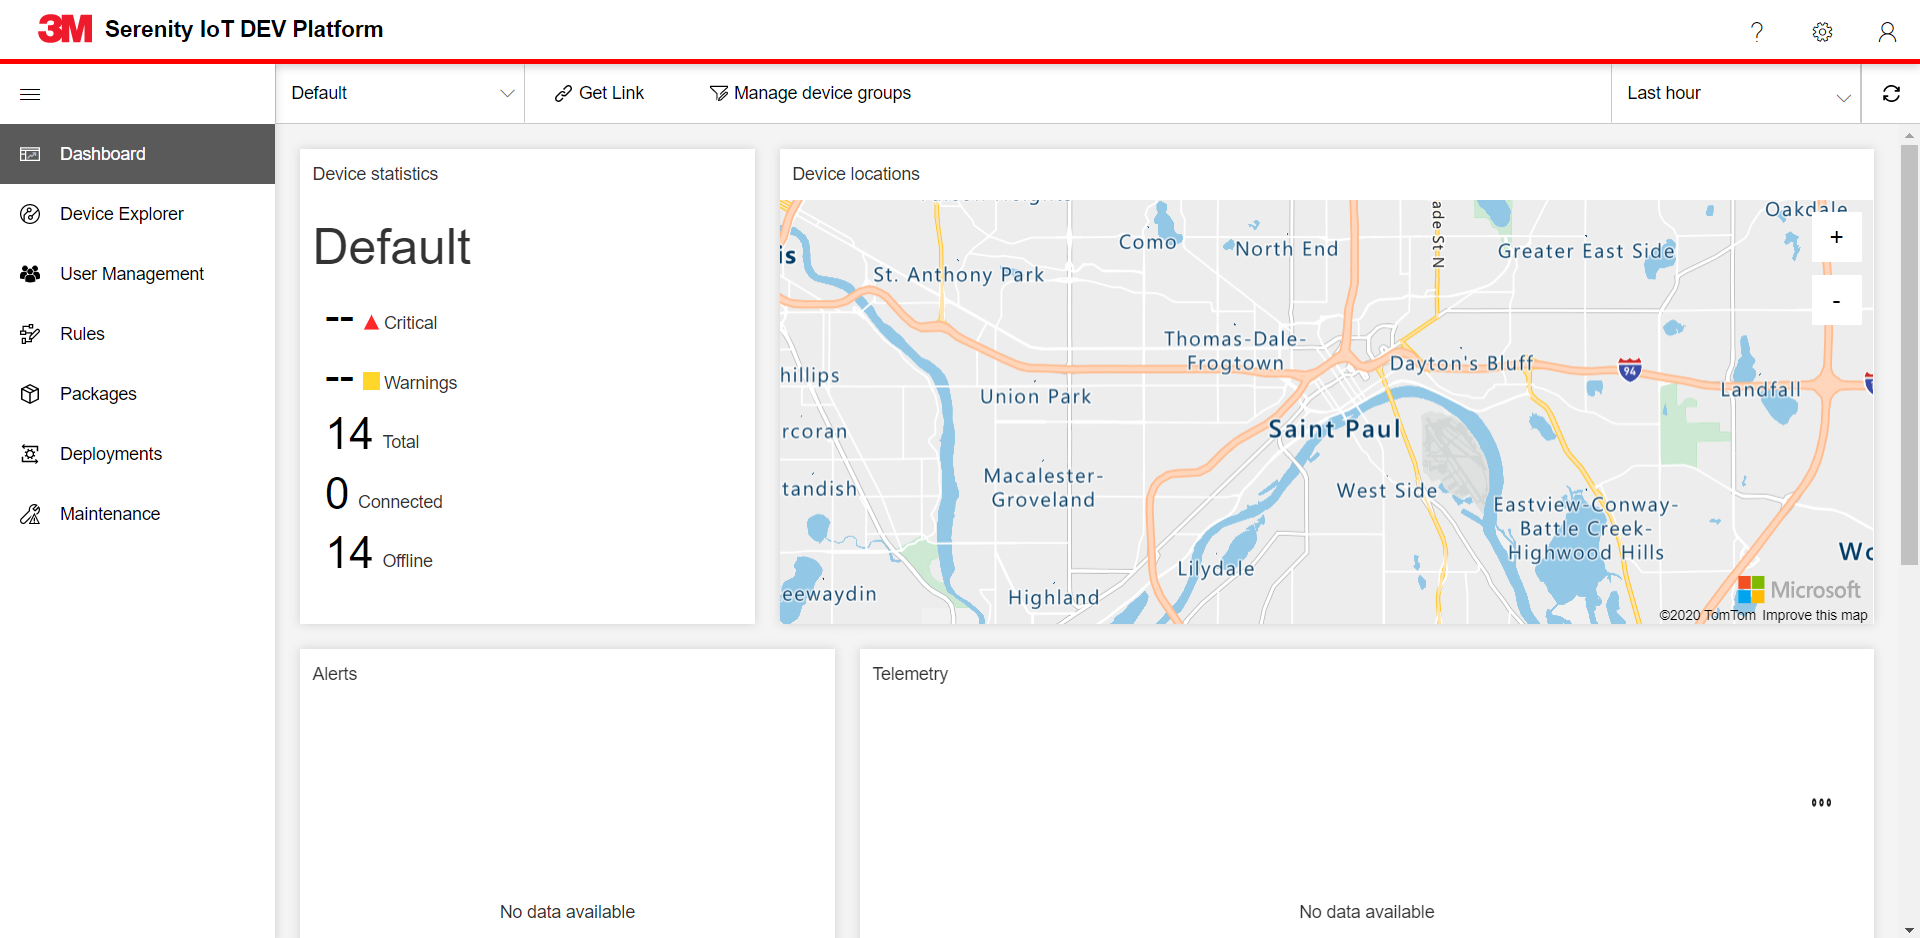 3M Serenity IoT DEV Platform
?
Default
Get Link
Manage device groups
Last hour
Dashboard
Device Explorer
User Management
Rules
Packages
Deployments
Maintenance
Device statistics
Default
-- Critical
-- Warnings
14 Total
0 Connected
14 Offline
Device locations
Oakdale
ade St N
Como
North End
Greater East Side
is
St. Anthony Park
+
-
Thomas-Dale-
Frogtown
Dayton's Bluff
94
hillips
Union Park
Landfall
rcoran
Saint Paul
Macalester-
Groveland
tandish
West Side
Eastview-Conway-
Battle Creek-
Highwood Hills
Wo
Lilydale
eewaydin
Highland
Microsoft
©2020 TomTom Improve this map
Alerts
No data available
Telemetry
No data available